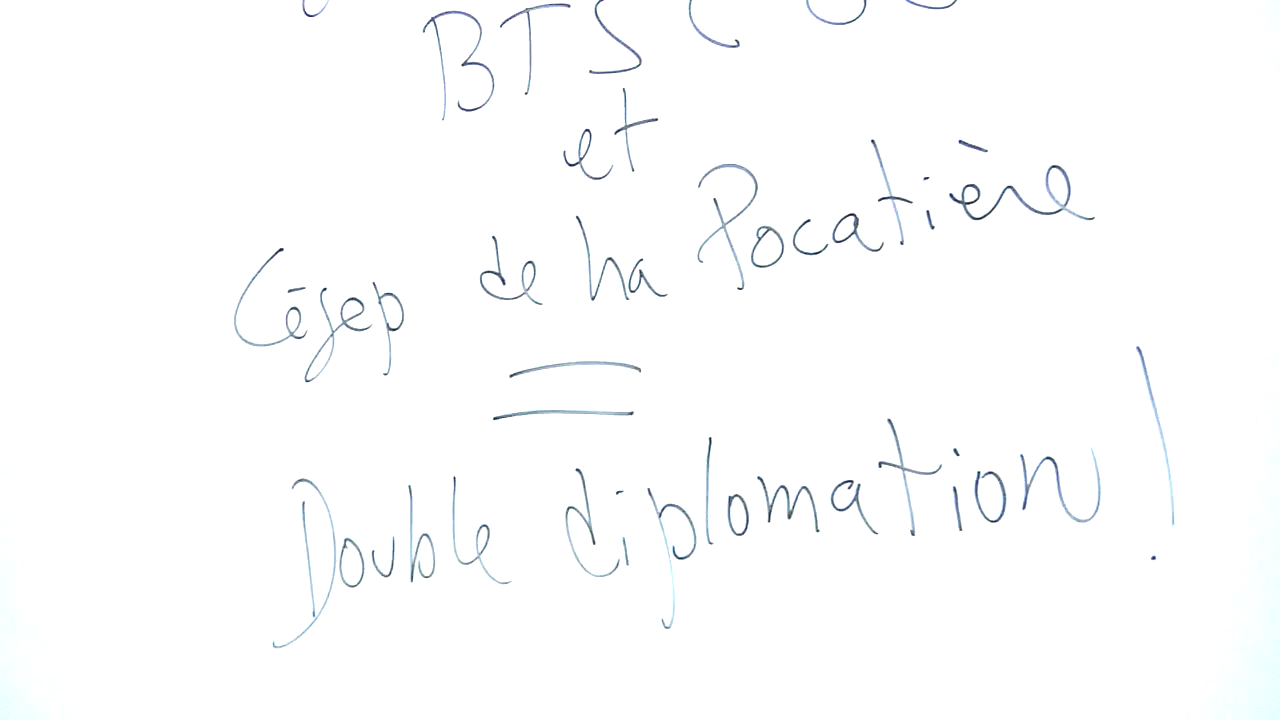 BTS
et
Cégep de La Pocatière
=
Double diplomation !